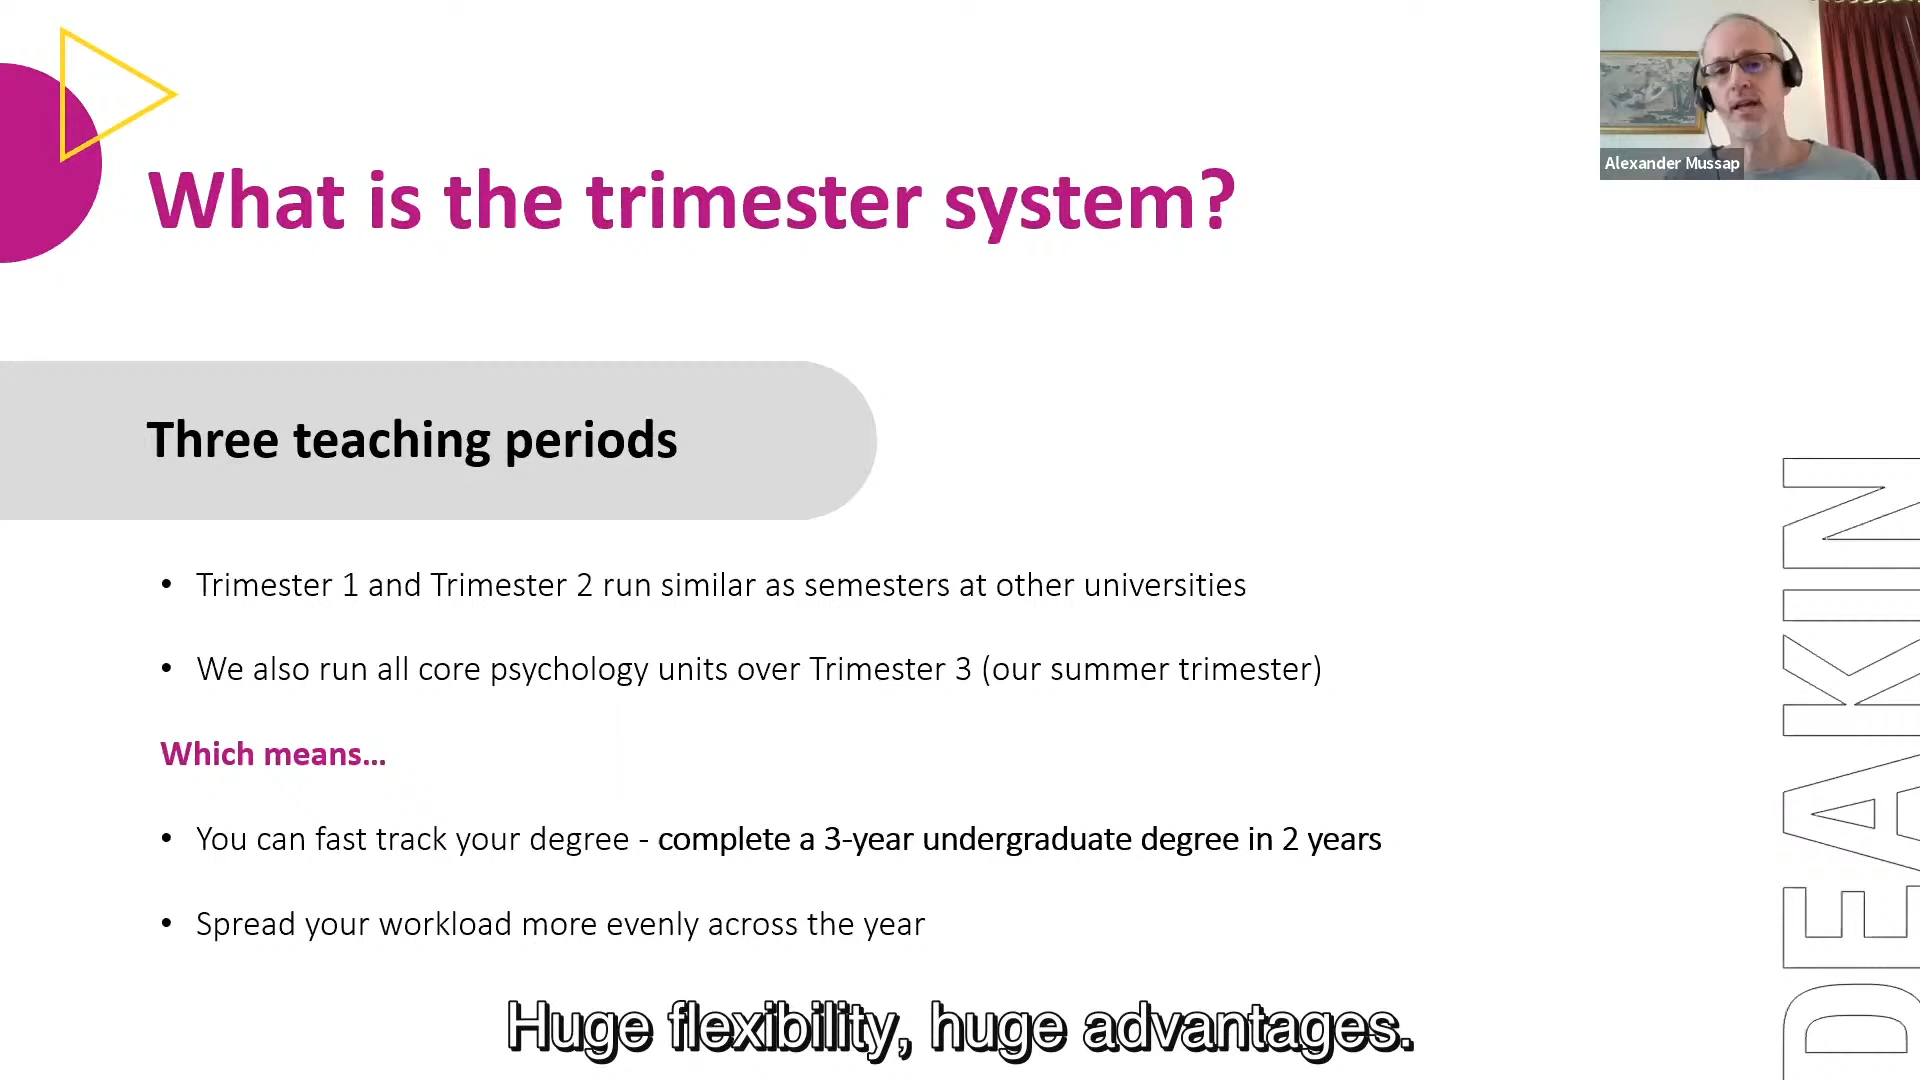 Alexander Mussap
What is the trimester system?
Three teaching periods
• Trimester 1 and Trimester 2 run similar as semesters at other universities
• We also run all core psychology units over Trimester 3 (our summer trimester)
Which means...
• You can fast track your degree - complete a 3-year undergraduate degree in 2 years
• Spread your workload more evenly across the year
DEAKIN
Huge flexibility, huge advantages.